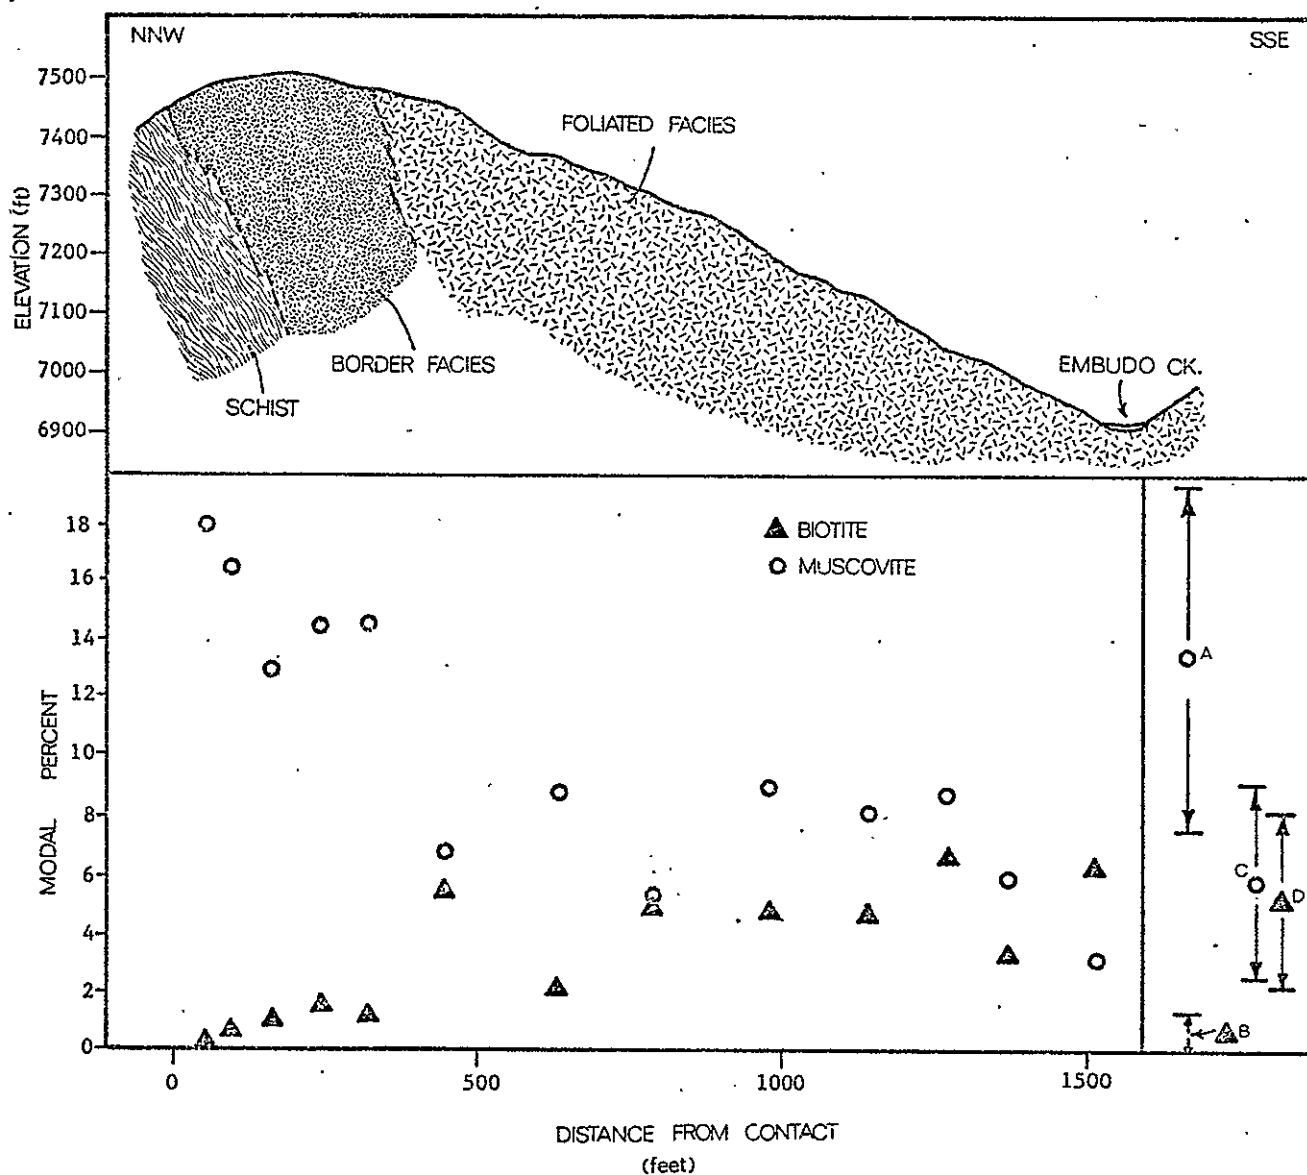 NNW
SSE
7500
7400
7300
7200
7100
7000
6900
ELEVATION (ft)
FOLIATED FACIES
BORDER FACIES
SCHIST
EMBUDO CK.
18
16
14
12
10
8
6
4
2
0
MODAL PERCENT
BIOTITE
MUSCOVITE
A
C
D
B
0
500
1000
1500
DISTANCE FROM CONTACT
(feet)